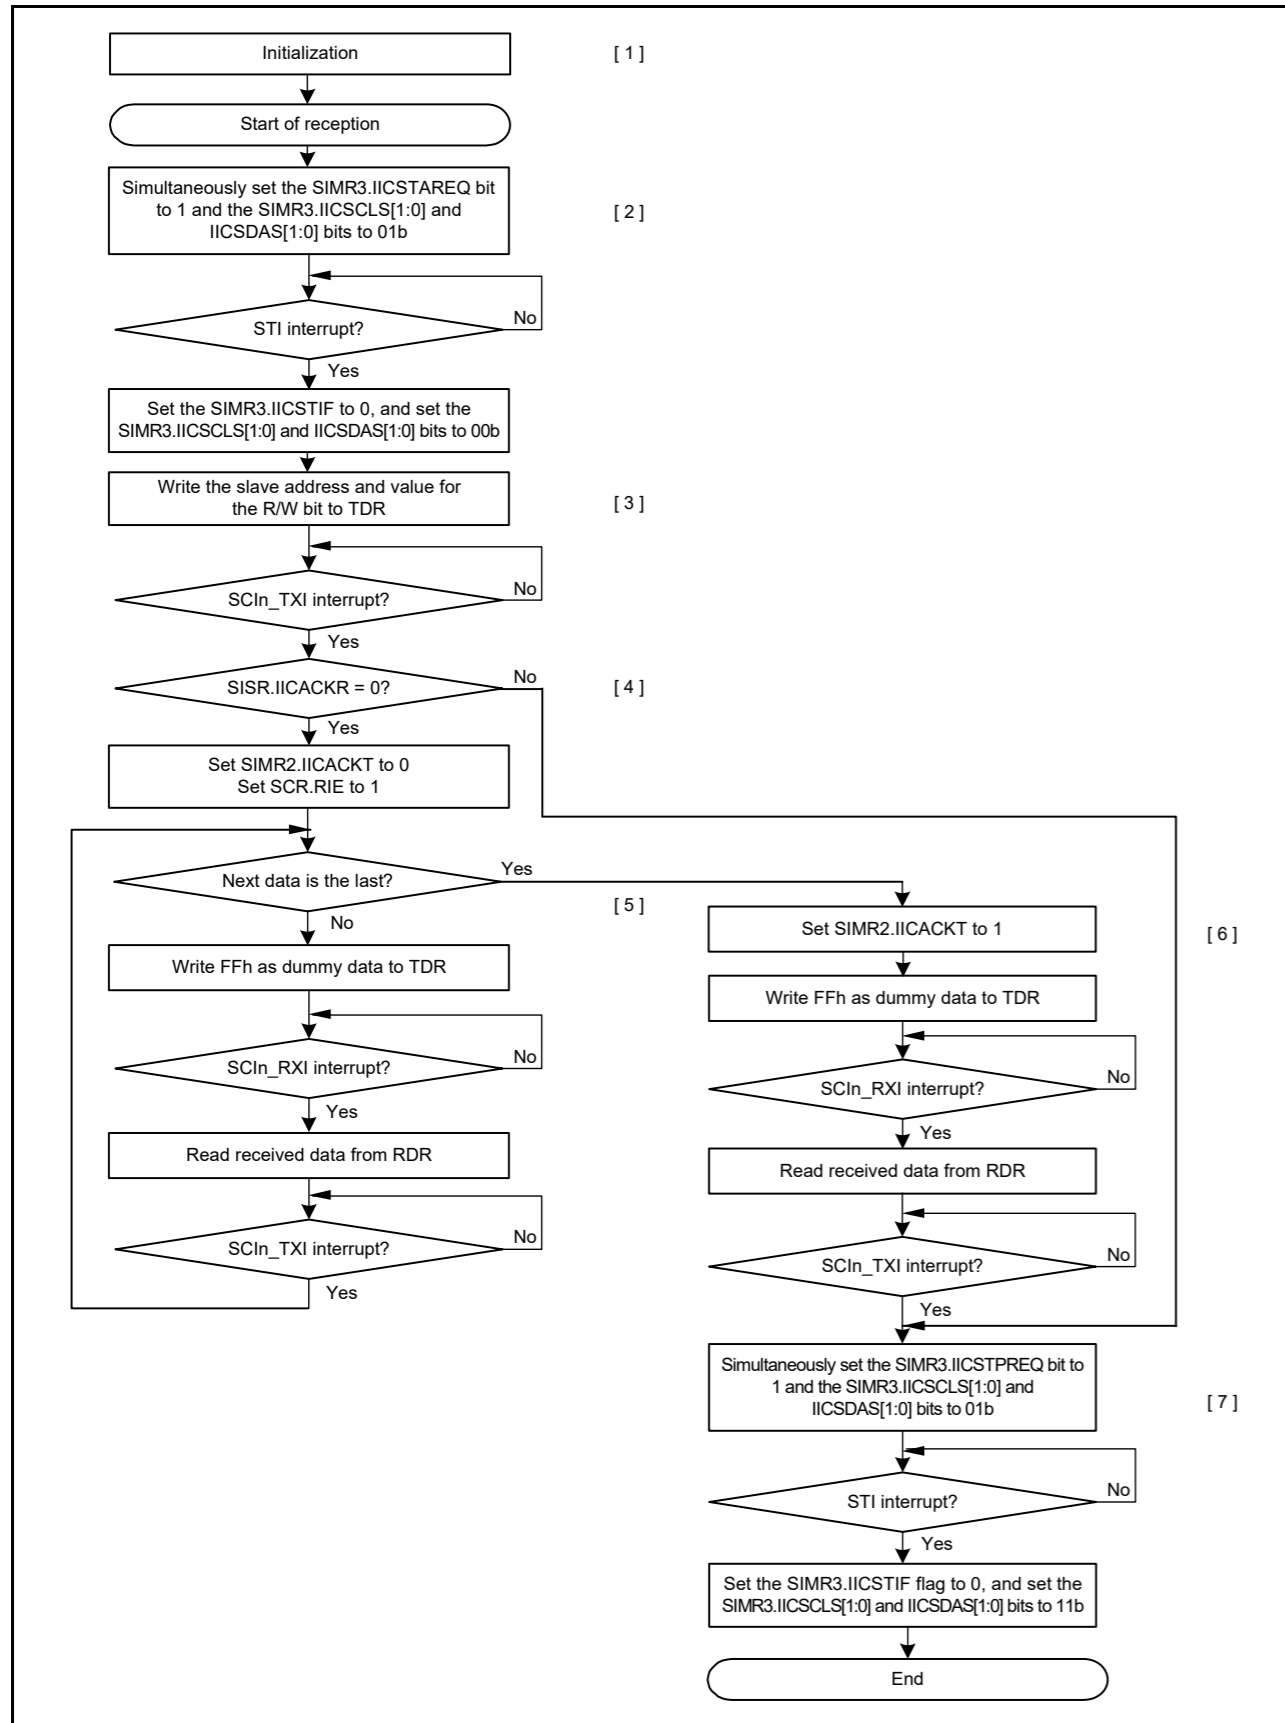 Initialization
[ 1 ]
Start of reception
Simultaneously set the SIMR3.IICSTAREQ bit
to 1 and the SIMR3.IICSCLS[1:0] and
IICSDAS[1:0] bits to 01b
[ 2 ]
STI interrupt?
No
Yes
Set the SIMR3.IICSTIF to 0, and set the
SIMR3.IICSCLS[1:0] and IICSDAS[1:0] bits to 00b
Write the slave address and value for
the R/W bit to TDR
[ 3 ]
SCIn_TXI interrupt?
No
Yes
SISR.IICACKR = 0?
No
[ 4 ]
Yes
Set SIMR2.IICACKT to 0
Set SCR.RIE to 1
Next data is the last?
Yes
[ 5 ]
No
Write FFh as dummy data to TDR
SCIn_RXI interrupt?
No
Yes
Read received data from RDR
SCIn_TXI interrupt?
No
Yes
Set SIMR2.IICACKT to 1
[ 6 ]
Write FFh as dummy data to TDR
SCIn_RXI interrupt?
No
Yes
Read received data from RDR
SCIn_TXI interrupt?
No
Yes
Simultaneously set the SIMR3.IICSTPREQ bit to
1 and the SIMR3.IICSCLS[1:0] and
IICSDAS[1:0] bits to 01b
[ 7 ]
STI interrupt?
No
Yes
Set the SIMR3.IICSTIF flag to 0, and set the
SIMR3.IICSCLS[1:0] and IICSDAS[1:0] bits to 11b
End